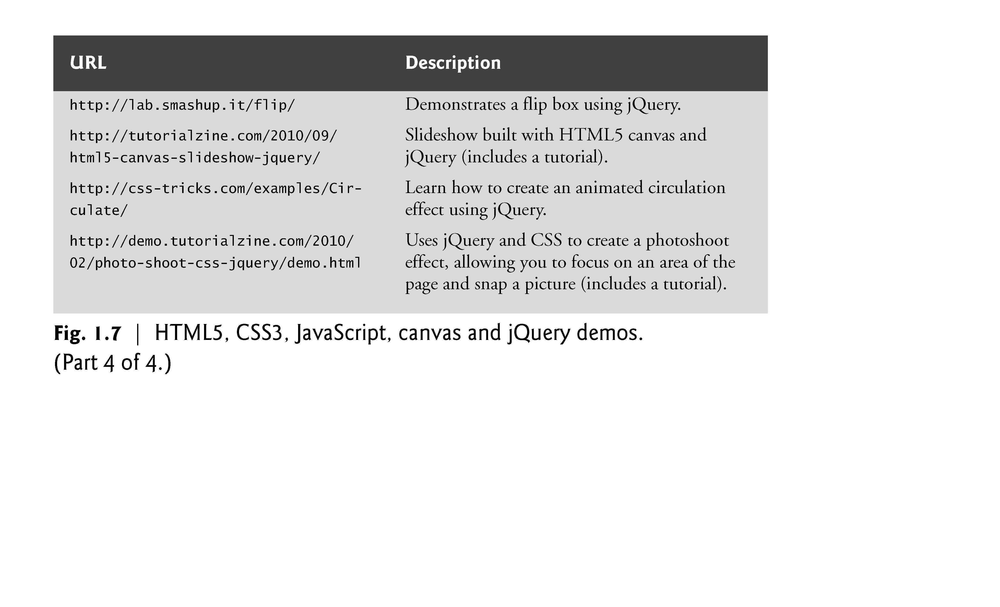 URL Description
http://lab.smashup.it/flip/ Demonstrates a flip box using jQuery.
http://tutorialzine.com/2010/09/ Slideshow built with HTML5 canvas and
html5-canvas-slideshow-jquery/ jQuery (includes a tutorial).
http://css-tricks.com/examples/Cir- Learn how to create an animated circulation
culate/ effect using jQuery.
http://demo.tutorialzine.com/2010/ Uses jQuery and CSS to create a photoshoot
02/photo-shoot-css-jquery/demo.html effect, allowing you to focus on an area of the
page and snap a picture (includes a tutorial).
Fig. 1.7 | HTML5, CSS3, JavaScript, canvas and jQuery demos.
(Part 4 of 4.)